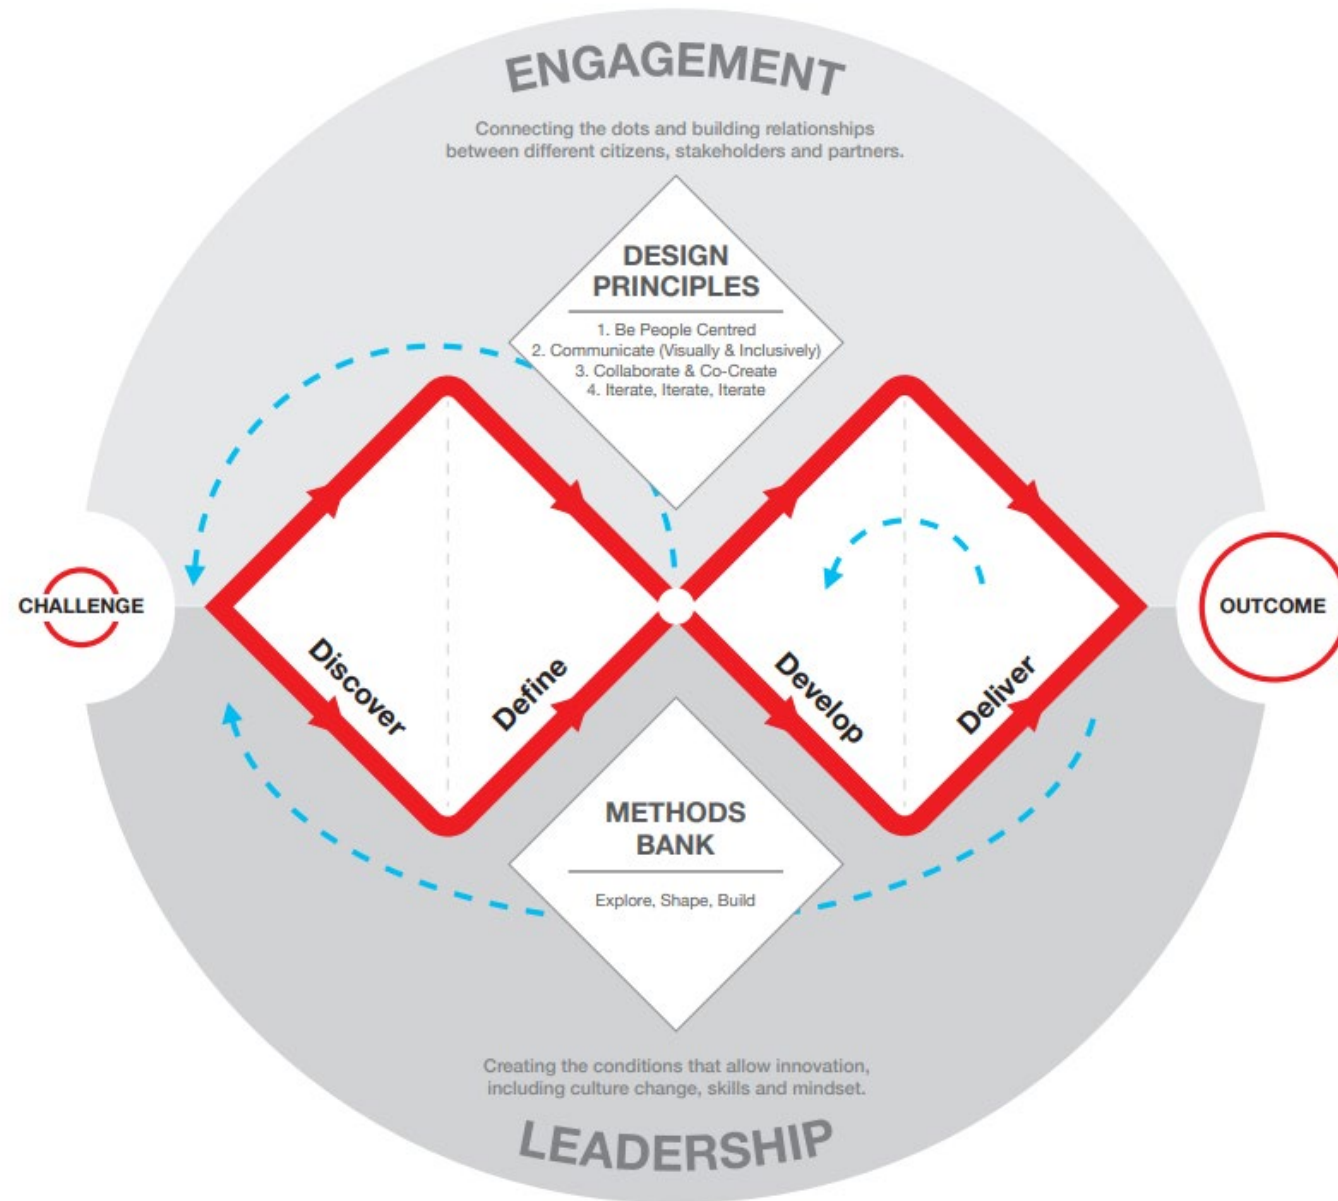 ENGAGEMENT
Connecting the dots and building relationships
between different citizens, stakeholders and partners.
DESIGN
PRINCIPLES
1. Be People Centred
2. Communicate (Visually & Inclusively)
3. Collaborate & Co-Create
4. Iterate, Iterate, Iterate
CHALLENGE
OUTCOME
Discover
Define
Develop
Deliver
METHODS
BANK
Explore, Shape, Build
Creating the conditions that allow innovation,
including culture change, skills and mindset.
LEADERSHIP